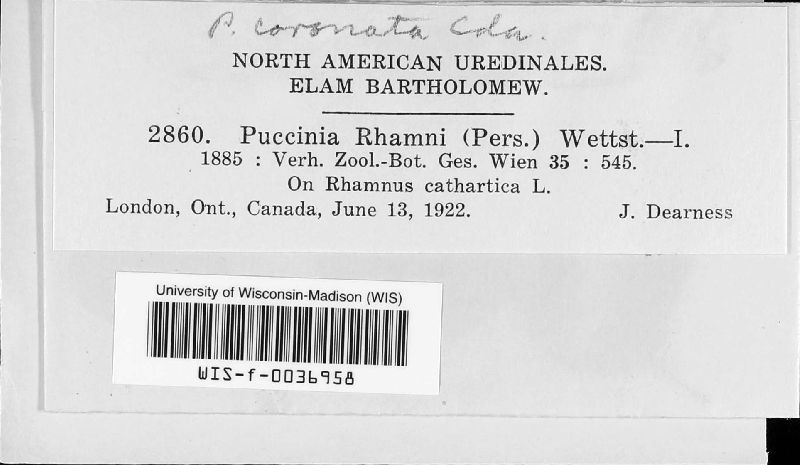 P. coronata Cda.
NORTH AMERICAN UREDINALES.
ELAM BARTHOLOMEW.
2860. Puccinia Rhamni (Pers.) Wettst.—I.
1885 : Verh. Zool.-Bot. Ges. Wien 35 : 545.
On Rhamnus cathartica L.
London, Ont., Canada, June 13, 1922. J. Dearness
University of Wisconsin-Madison (WIS)
WIS-f-0036958